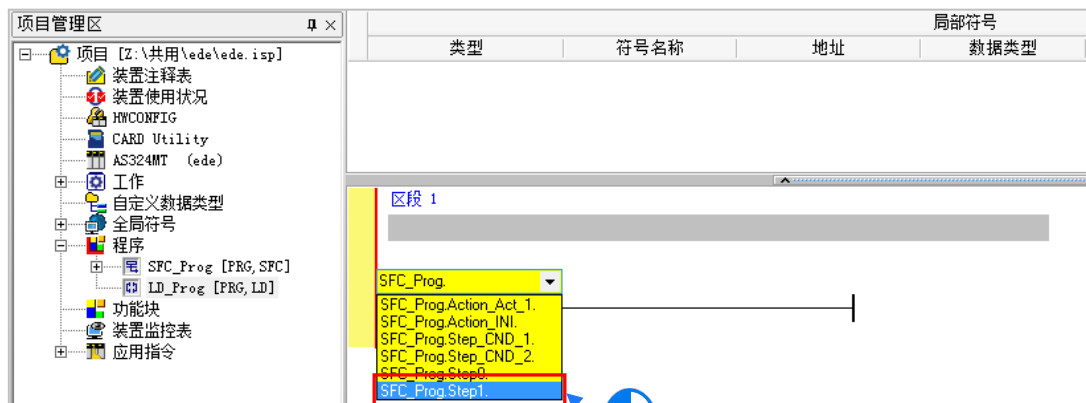 项目管理区
项目 [Z:\共用\ede\ede.isp]
装置注释表
装置使用状况
HWCONFIG
CARD Utility
AS324MT (ede)
工作
自定义数据类型
全局符号
程序
SFC_Prog [PRG,SFC]
LD_Prog [PRG,LD]
功能块
装置监控表
应用指令
局部符号
类型 符号名称 地址 数据类型
区段 1
SFC_Prog.
SFC_Prog.Action_Act_1.
SFC_Prog.Action_INI.
SFC_Prog.Step_CND_1.
SFC_Prog.Step_CND_2.
SFC_Prog.Step0.
SFC_Prog.Step1.